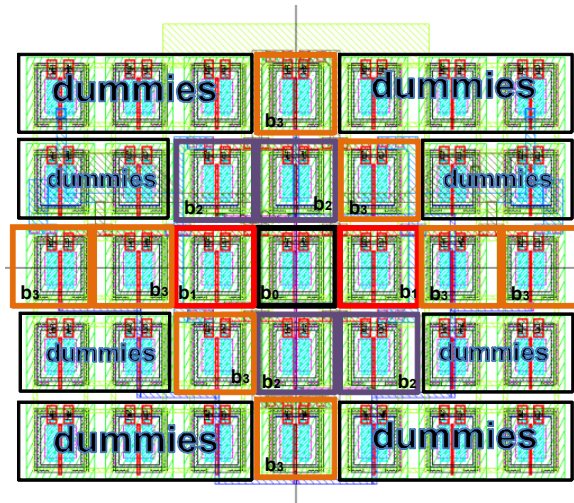 dummies dummies
b3
dummies b2 b2 b3 dummies
b3 b3 b1 b0 b1 b3 b3
dummies b3 b2 b2 dummies
dummies dummies
b3